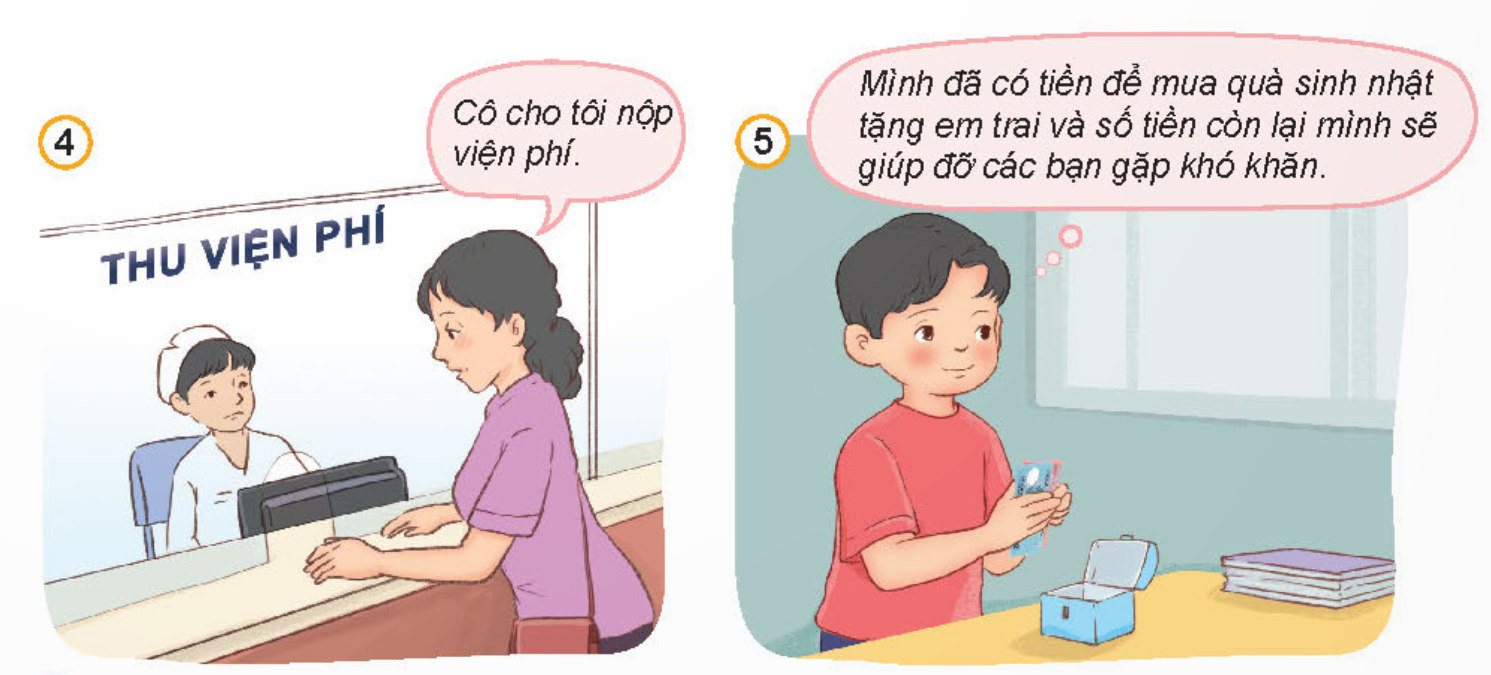 4
Cô cho tôi nộp
viện phí.
THU VIỆN PHÍ
5
Mình đã có tiền để mua quà sinh nhật
tặng em trai và số tiền còn lại mình sẽ
giúp đỡ các bạn gặp khó khăn.